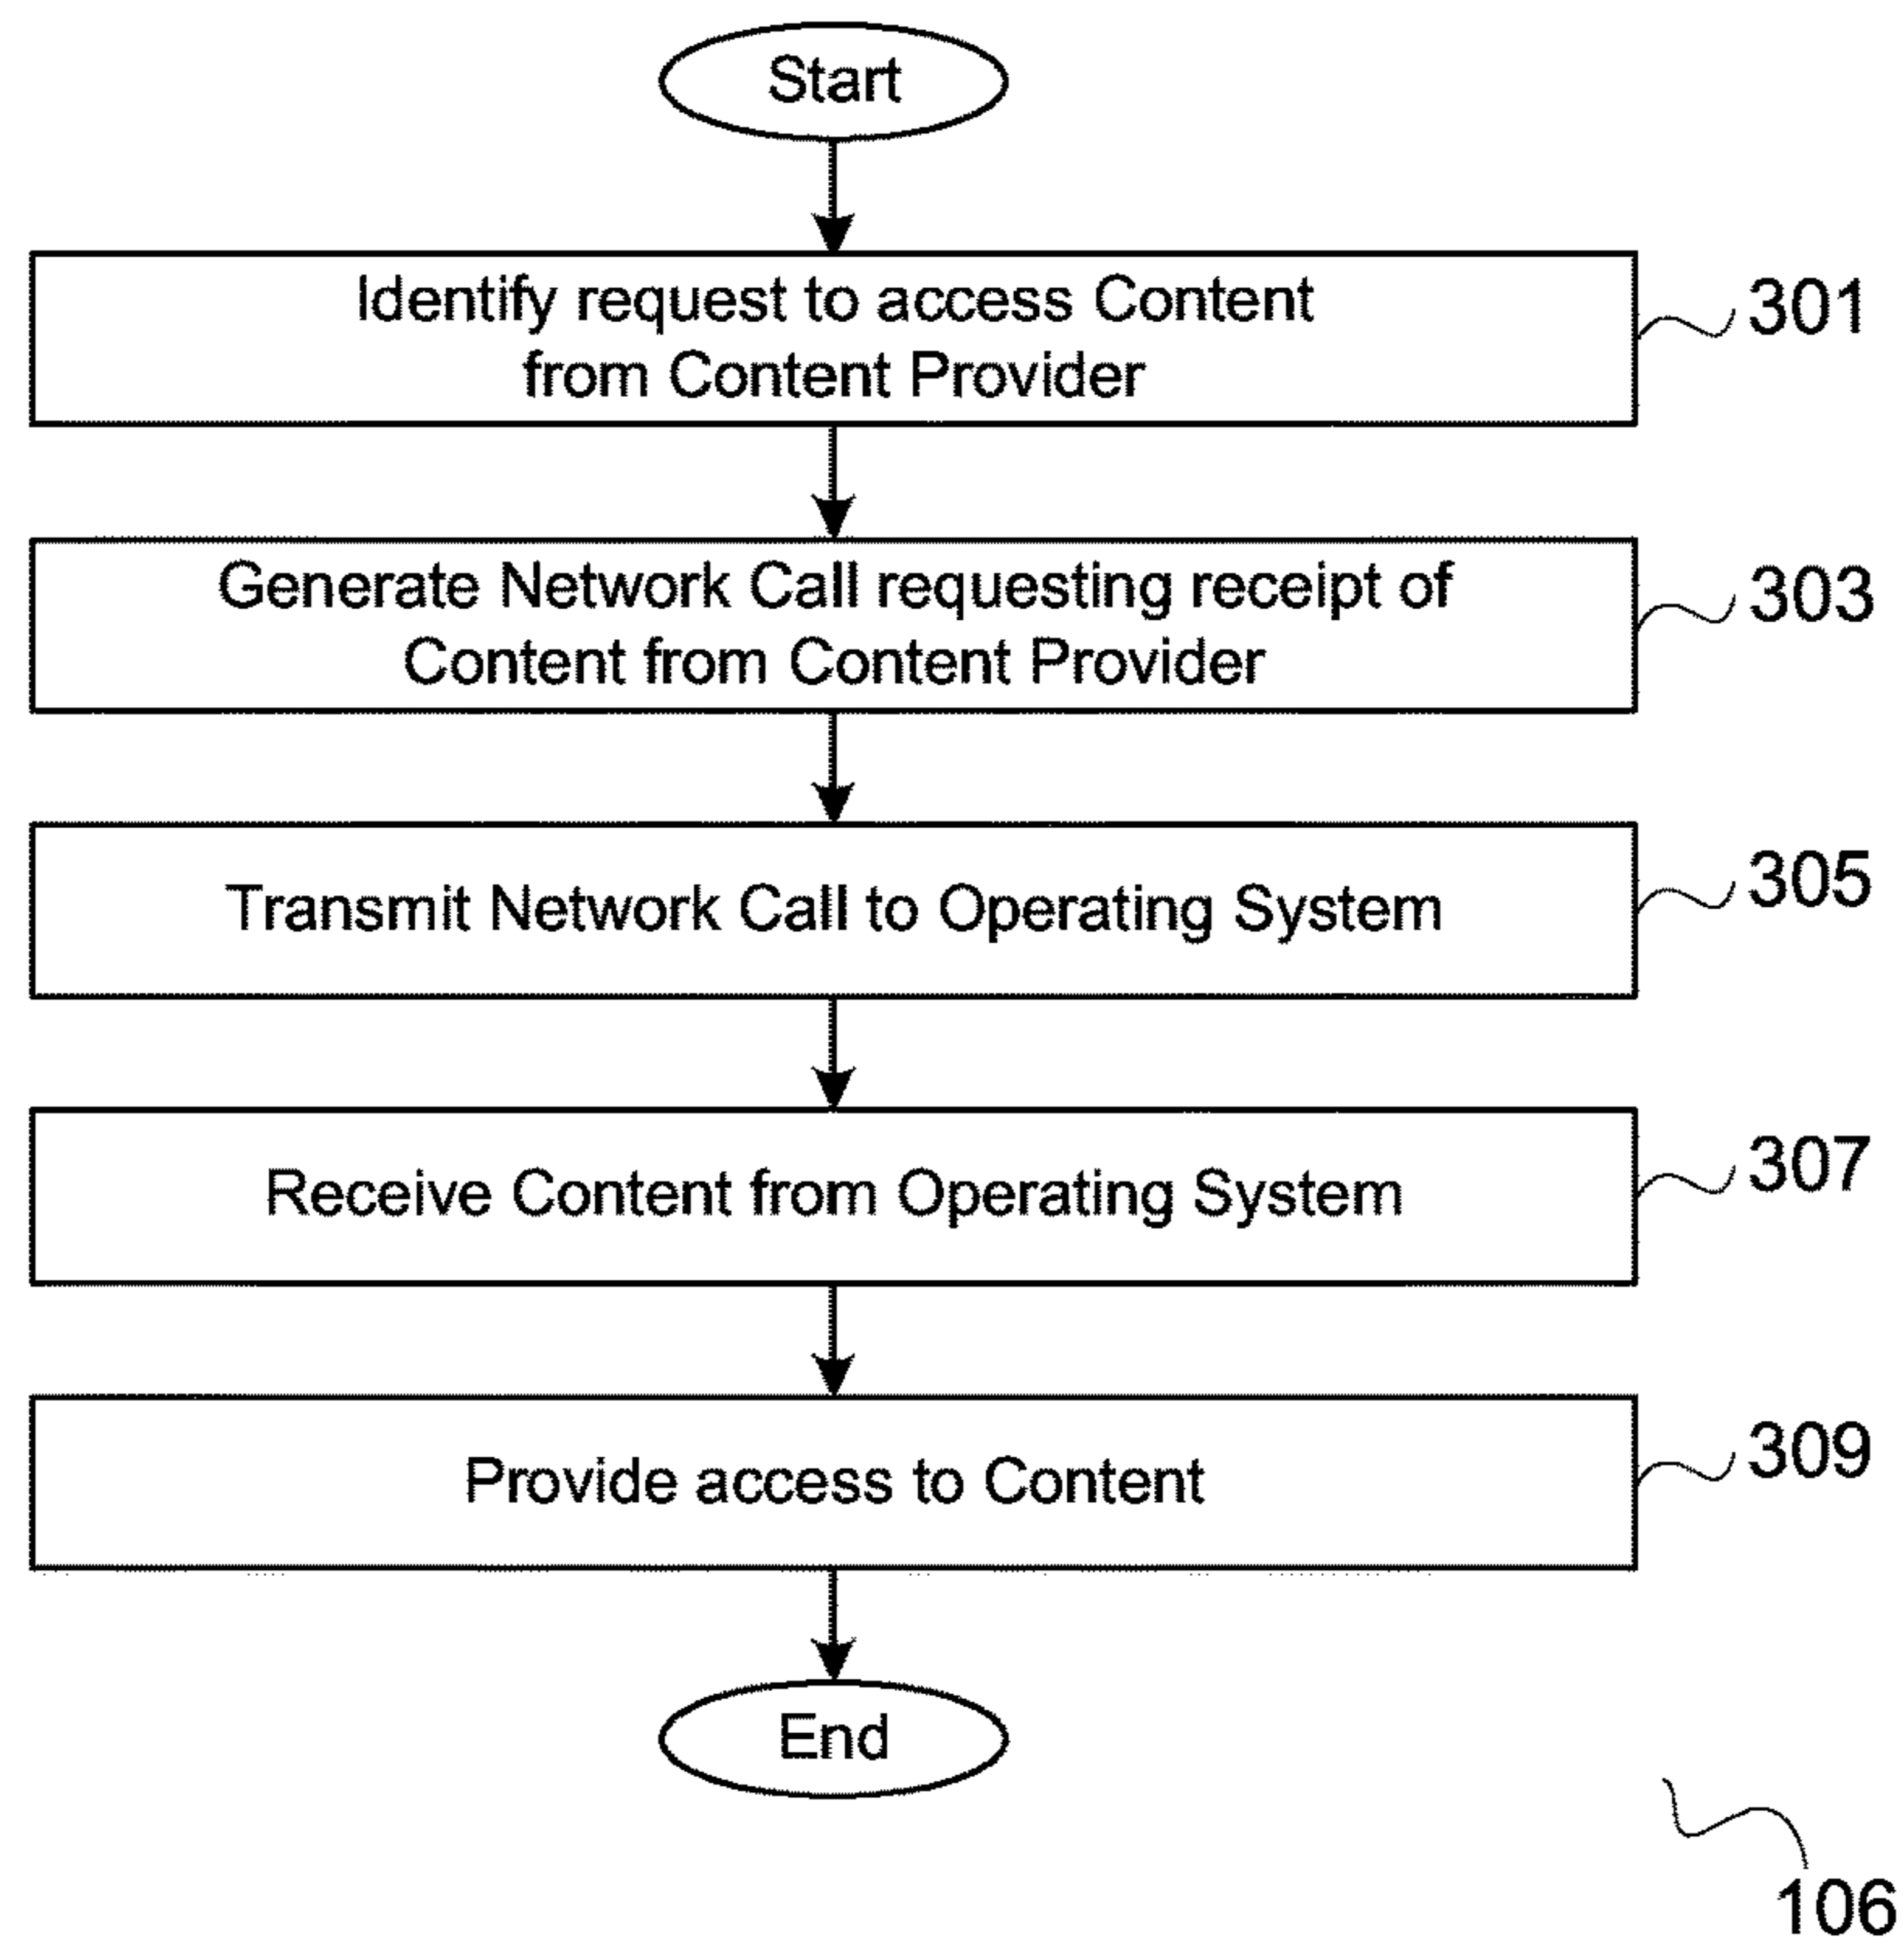 Start
Identify request to access Content
from Content Provider
301
Generate Network Call requesting receipt of
Content from Content Provider
303
Transmit Network Call to Operating System
305
Receive Content from Operating System
307
Provide access to Content
309
End
106